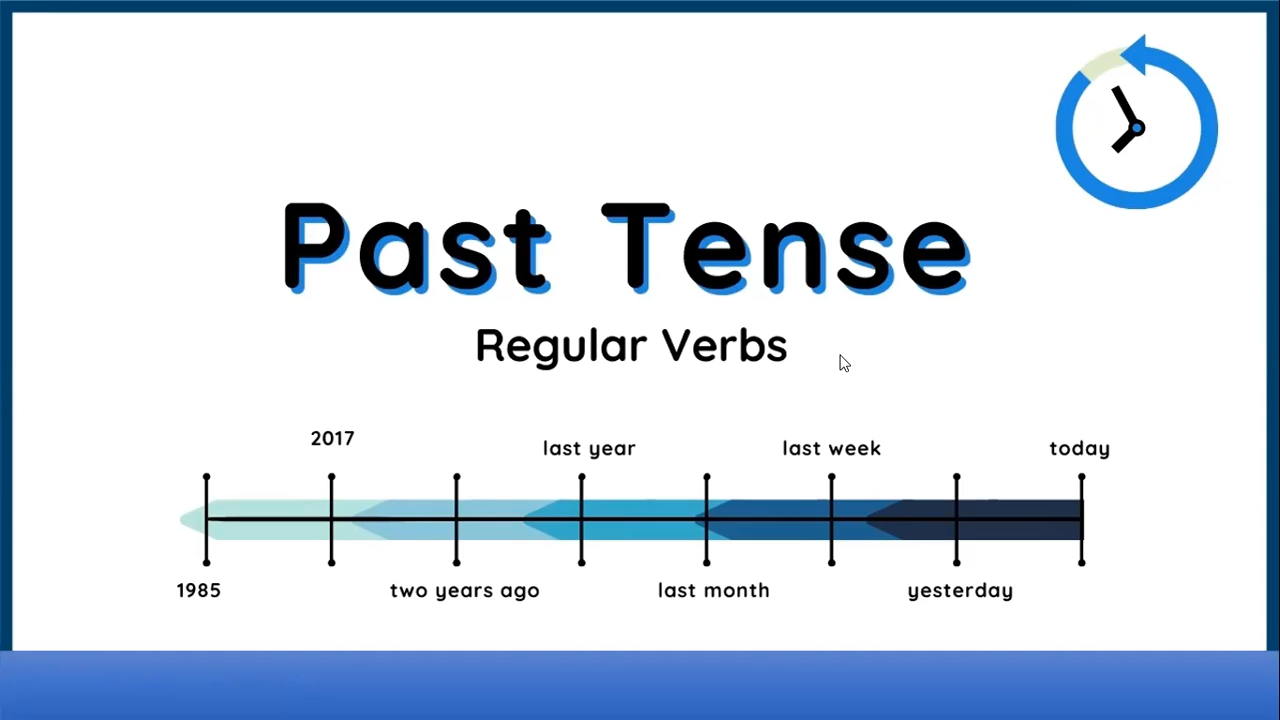 Past Tense
Regular Verbs
2017
last year
last week
today
1985
two years ago
last month
yesterday